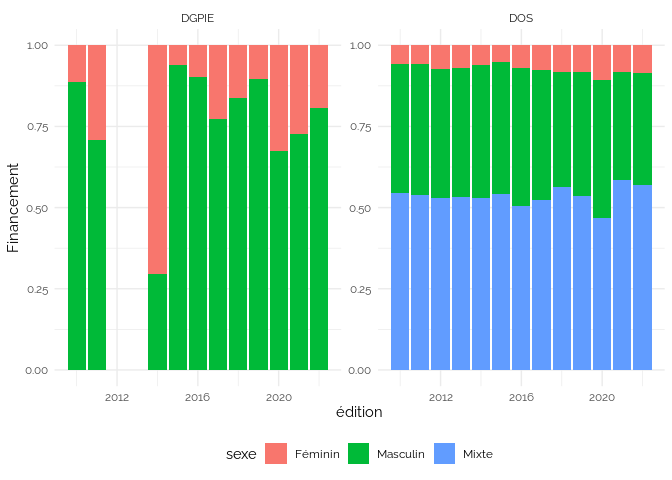 DGPIE DOS
1.00 1.00
0.75 0.75
0.50 0.50
0.25 0.25
0.00 0.00
Financement
2012 2016 2020 2012 2016 2020
édition
sexe Féminin Masculin Mixte